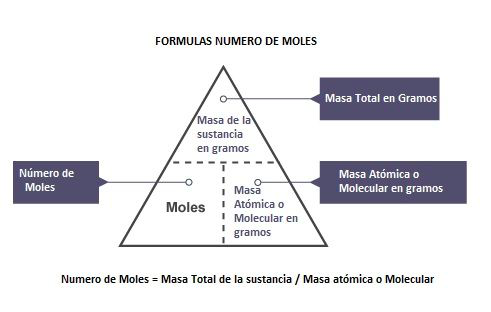 FORMULAS NUMERO DE MOLES
Masa Total en Gramos
Masa de la
sustancia
en gramos
Número de
Moles
Masa Atómica o
Molecular en gramos
Moles
Masa
Atómica o
Molecular en
gramos
Numero de Moles = Masa Total de la sustancia / Masa atómica o Molecular